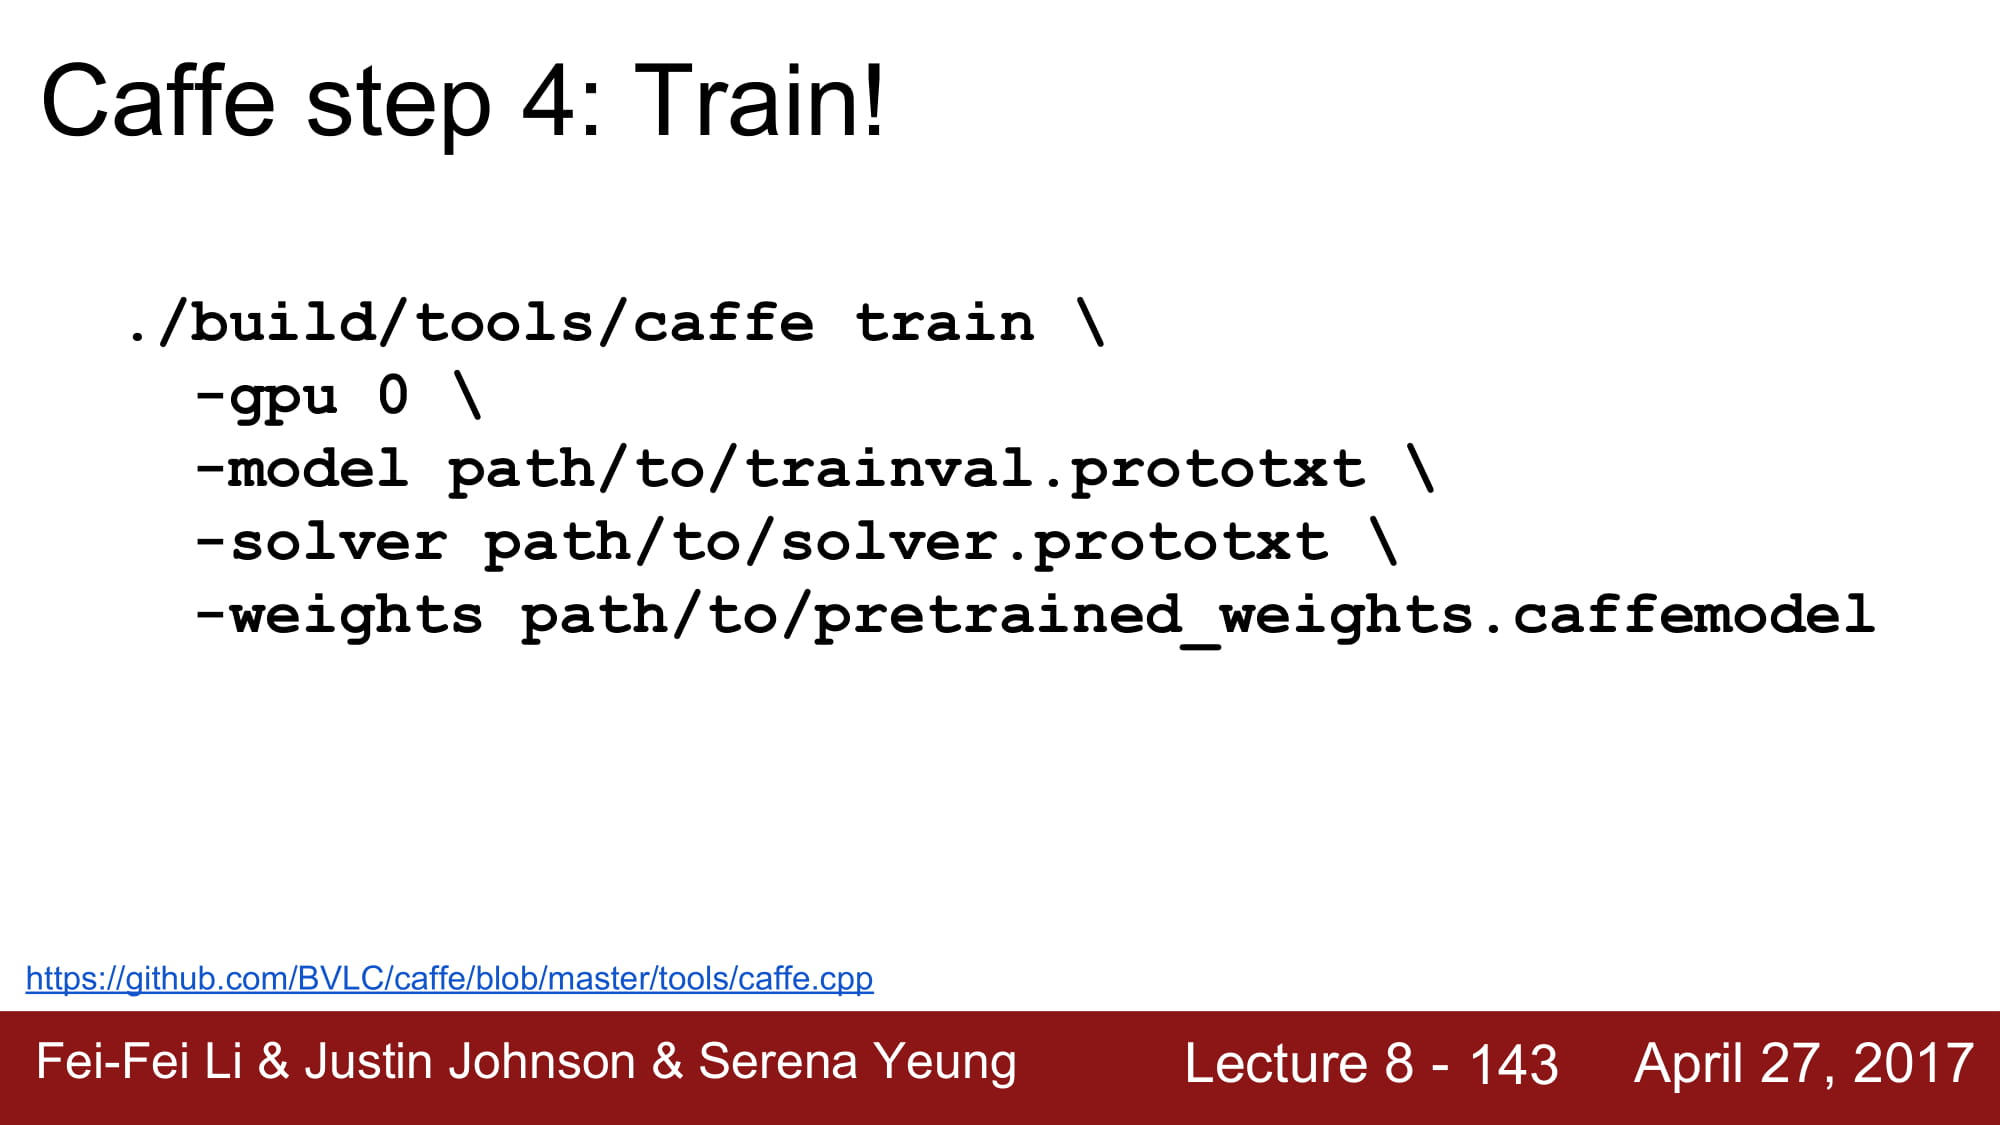 Caffe step 4: Train!
./build/tools/caffe train \
-gpu 0 \
-model path/to/trainval.prototxt \
-solver path/to/solver.prototxt \
-weights path/to/pretrained_weights.caffemodel
https://github.com/BVLC/caffe/blob/master/tools/caffe.cpp
Fei-Fei Li & Justin Johnson & Serena Yeung Lecture 8 - 143 April 27, 2017